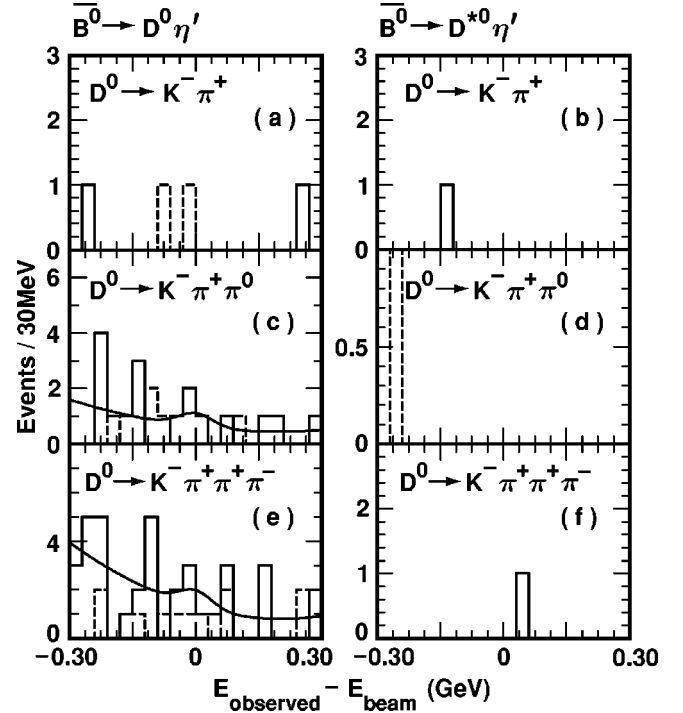 B̅⁰ → D⁰η′ B̅⁰ → D*⁰η′
3 3
D⁰ → K⁻π⁺ D⁰ → K⁻π⁺
(a) (b)
2 2
1 1
0 0
D⁰ → K⁻π⁺π⁰ D⁰ → K⁻π⁺π⁰
6
(c) (d)
4
0.5
2
0 0
D⁰ → K⁻π⁺π⁺π⁻ D⁰ → K⁻π⁺π⁺π⁻
(e) (f)
2
4
1
0 0
−0.30 0 0.30 −0.30 0 0.30
Events / 30MeV
E_observed − E_beam (GeV)